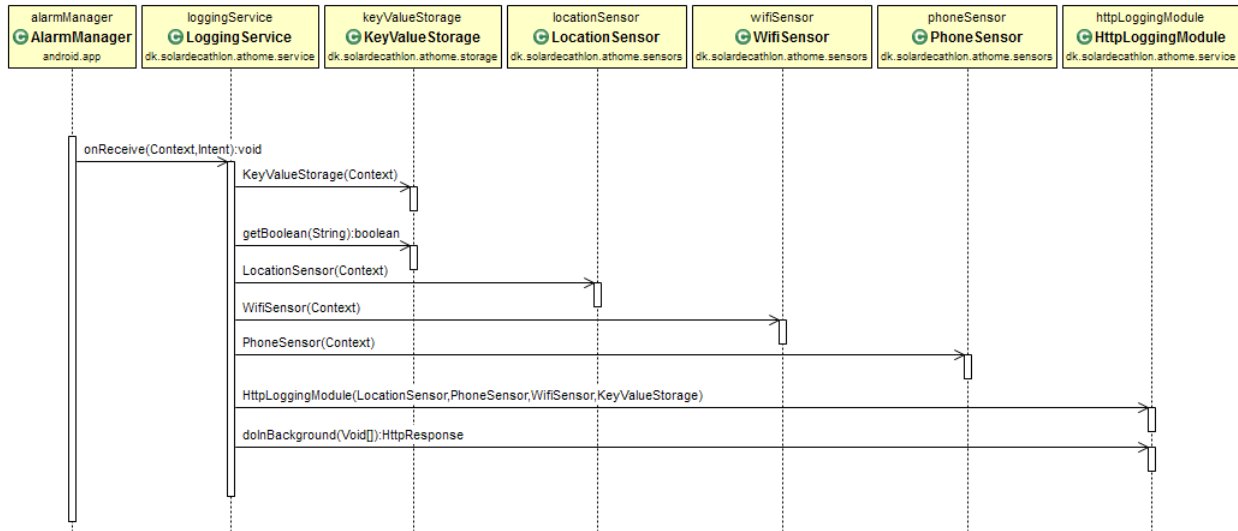 alarmManager
AlarmManager
android.app
loggingService
LoggingService
dk.solardecathlon.athome.service
keyValueStorage
KeyValueStorage
dk.solardecathlon.athome.storage
locationSensor
LocationSensor
dk.solardecathlon.athome.sensors
wifiSensor
WifiSensor
dk.solardecathlon.athome.sensors
phoneSensor
PhoneSensor
dk.solardecathlon.athome.sensors
httpLoggingModule
HttpLoggingModule
dk.solardecathlon.athome.service
onReceive(Context,Intent):void
KeyValueStorage(Context)
getBoolean(String):boolean
LocationSensor(Context)
WifiSensor(Context)
PhoneSensor(Context)
HttpLoggingModule(LocationSensor,PhoneSensor,WifiSensor,KeyValueStorage)
doInBackground(Void[]):HttpResponse